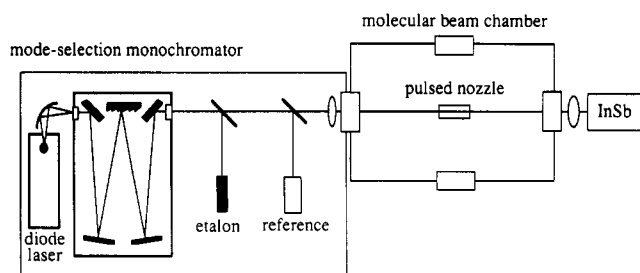 molecular beam chamber
mode-selection monochromator
pulsed nozzle
InSb
etalon
reference
diode
laser